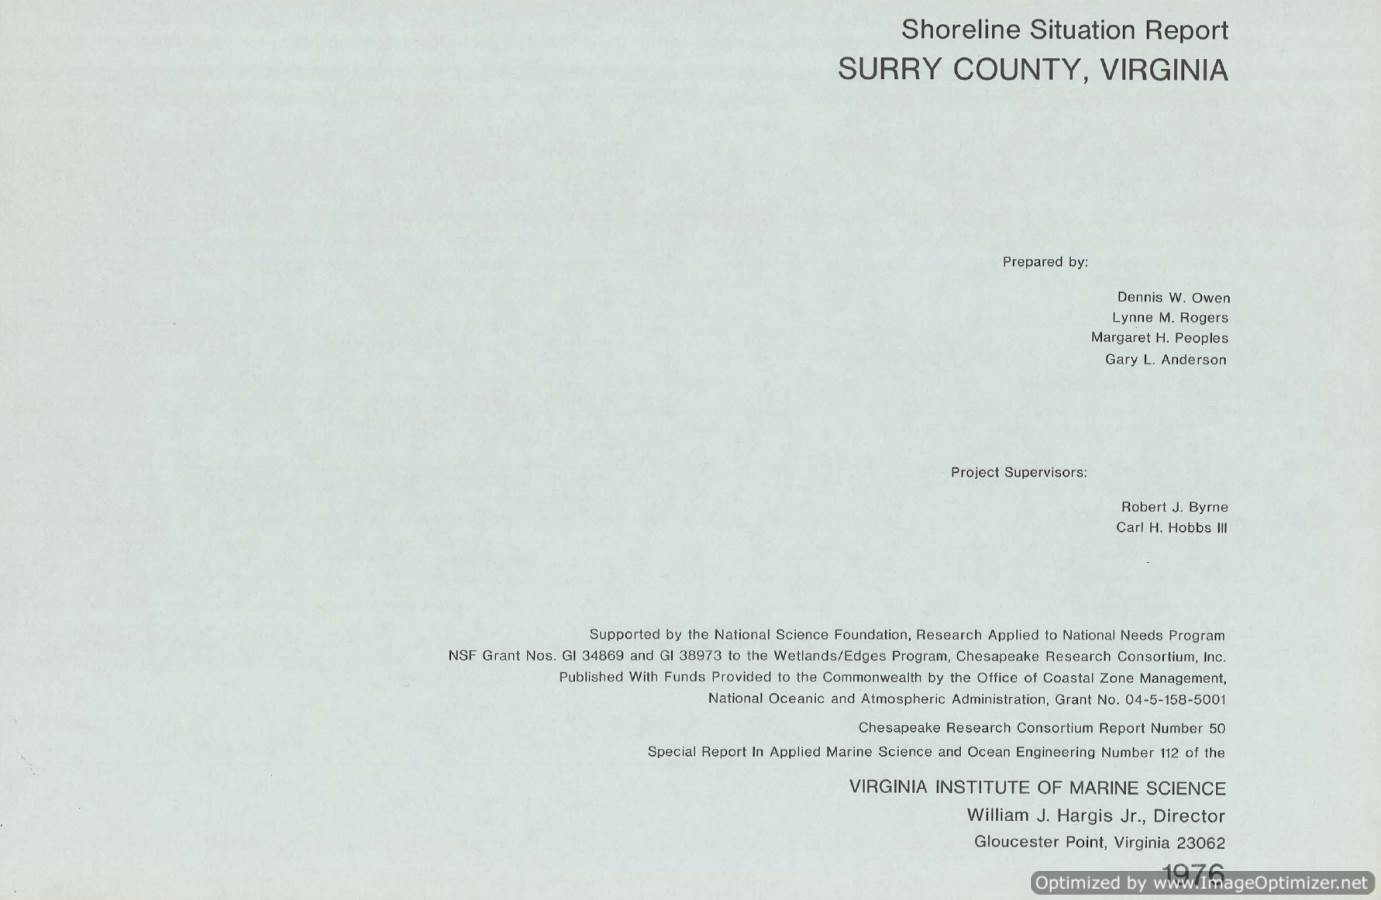 Shoreline Situation Report
SURRY COUNTY, VIRGINIA
Prepared by:
Dennis W. Owen
Lynne M. Rogers
Margaret H. Peoples
Gary L. Anderson
Project Supervisors:
Robert J. Byrne
Carl H. Hobbs III
Supported by the National Science Foundation, Research Applied to National Needs Program
NSF Grant Nos. GI 34869 and GI 38973 to the Wetlands/Edges Program, Chesapeake Research Consortium, Inc.
Published With Funds Provided to the Commonwealth by the Office of Coastal Zone Management,
National Oceanic and Atmospheric Administration, Grant No. 04-5-158-5001
Chesapeake Research Consortium Report Number 50
Special Report In Applied Marine Science and Ocean Engineering Number 112 of the
VIRGINIA INSTITUTE OF MARINE SCIENCE
William J. Hargis Jr., Director
Gloucester Point, Virginia 23062
1976
Optimized by www.ImageOptimizer.net